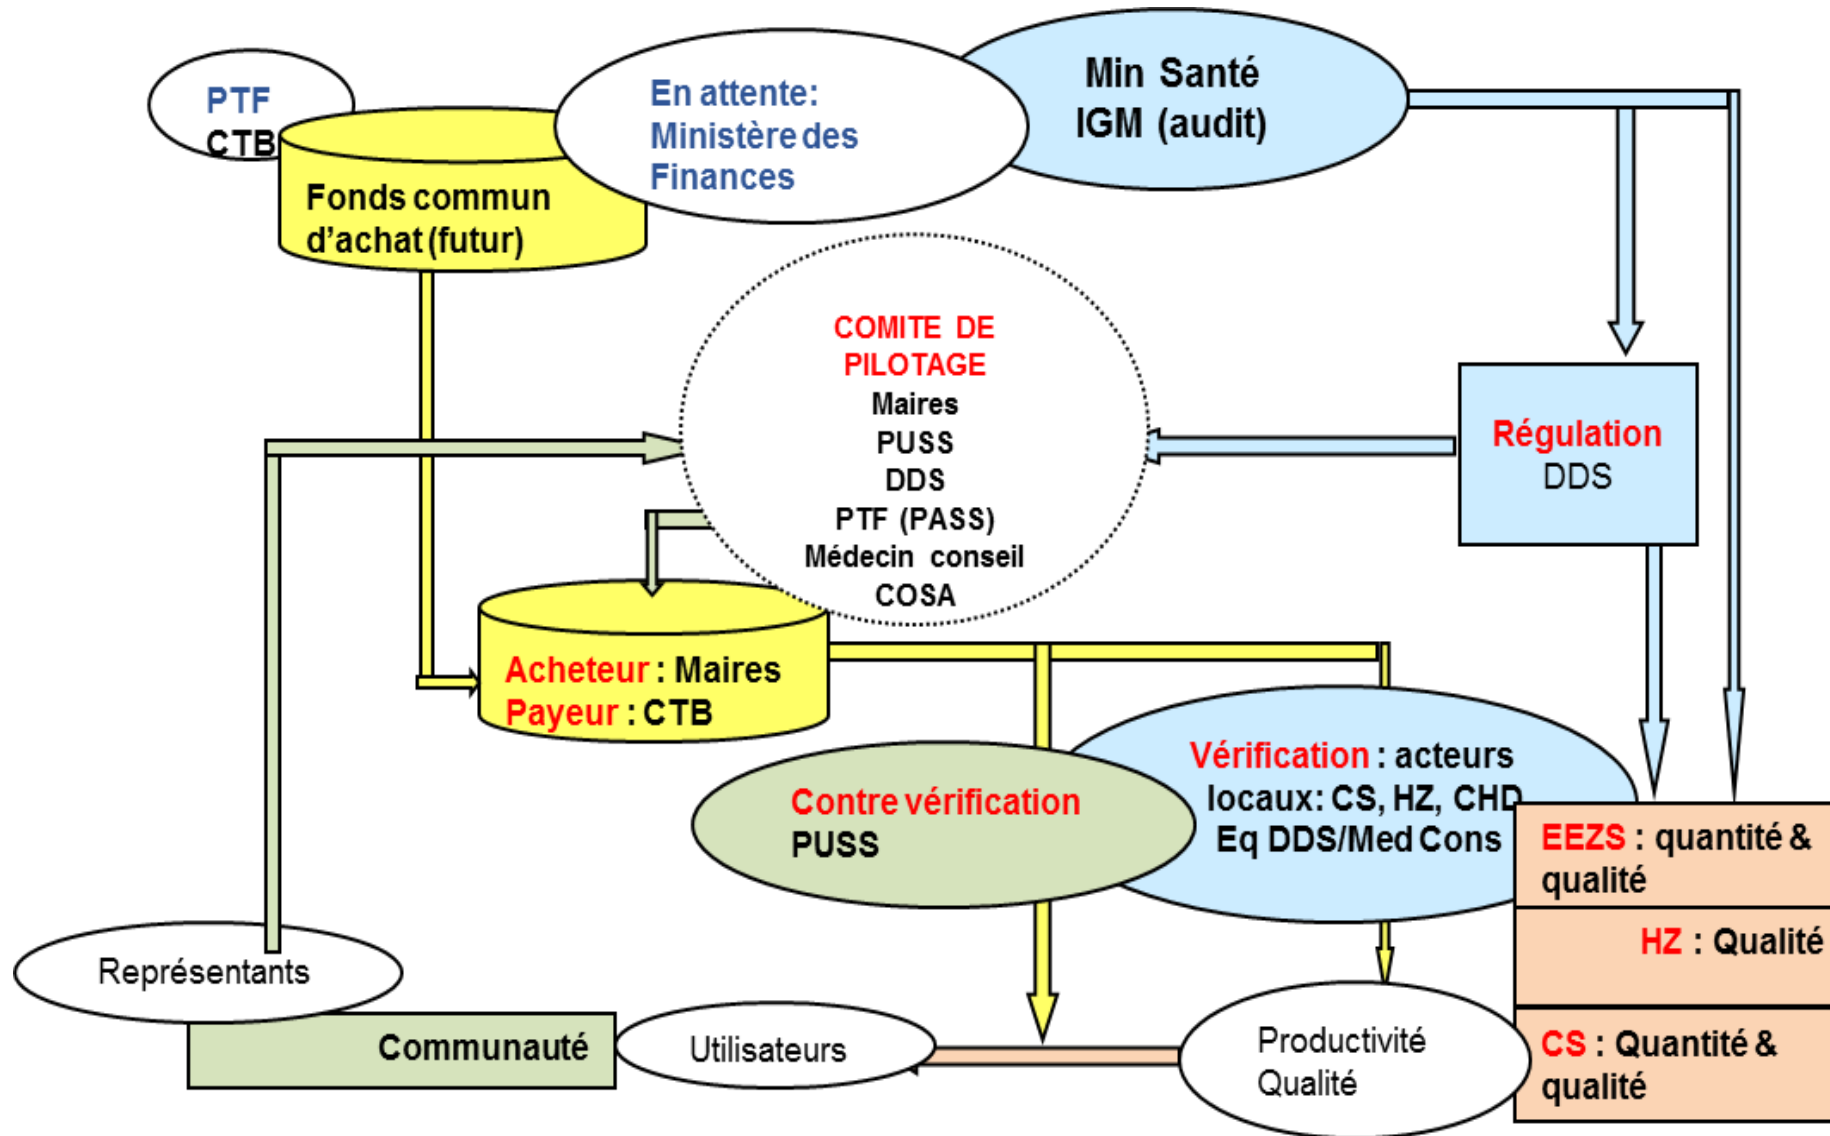 PTF
CTB
Fonds commun
d’achat (futur)
En attente:
Ministère des
Finances
Min Santé
IGM (audit)
COMITE DE
PILOTAGE
Maires
PUSS
DDS
PTF (PASS)
Médecin conseil
COSA
Régulation
DDS
Acheteur : Maires
Payeur : CTB
Contre vérification
PUSS
Vérification : acteurs
locaux: CS, HZ, CHD
Eq DDS/Med Cons
EEZS : quantité &
qualité
HZ : Qualité
CS : Quantité &
qualité
Représentants
Communauté
Utilisateurs
Productivité
Qualité